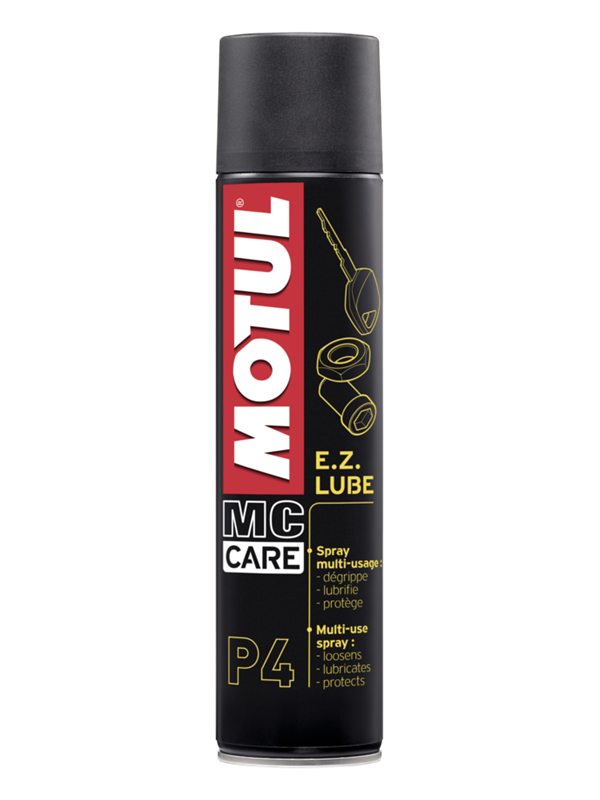 MOTUL®
E.Z.
LUBE
MC
CARE
Spray
multi-usage :
- dégrippe
- lubrifie
- protège
Multi-use
spray :
- loosens
- lubricates
- protects
P4